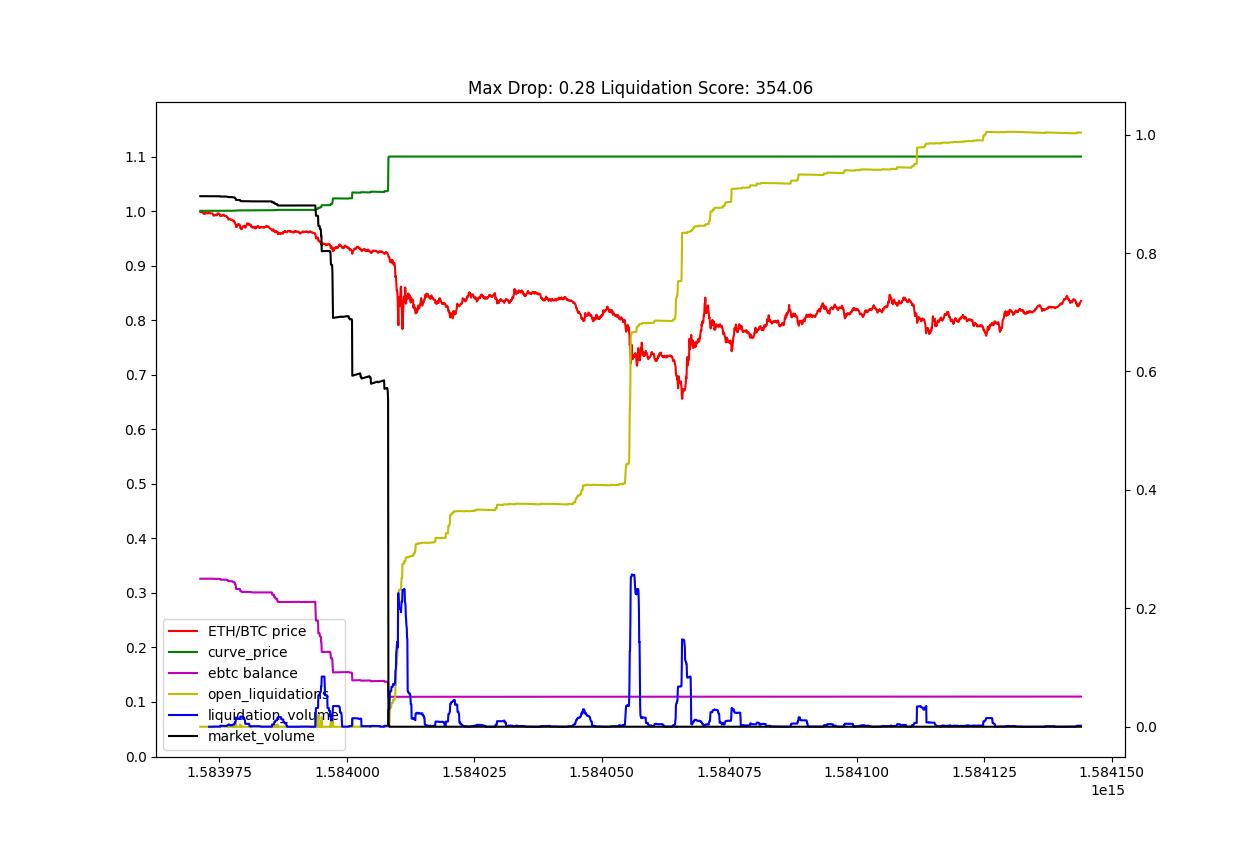 Max Drop: 0.28 Liquidation Score: 354.06
1.1
1.0
0.9
0.8
0.7
0.6
0.5
0.4
0.3
0.2
0.1
0.0
1.0
0.8
0.6
0.4
0.2
0.0
ETH/BTC price
curve_price
ebtc balance
open_liquidations
liquidation_volume
market_volume
1.583975 1.584000 1.584025 1.584050 1.584075 1.584100 1.584125 1.584150
1e15